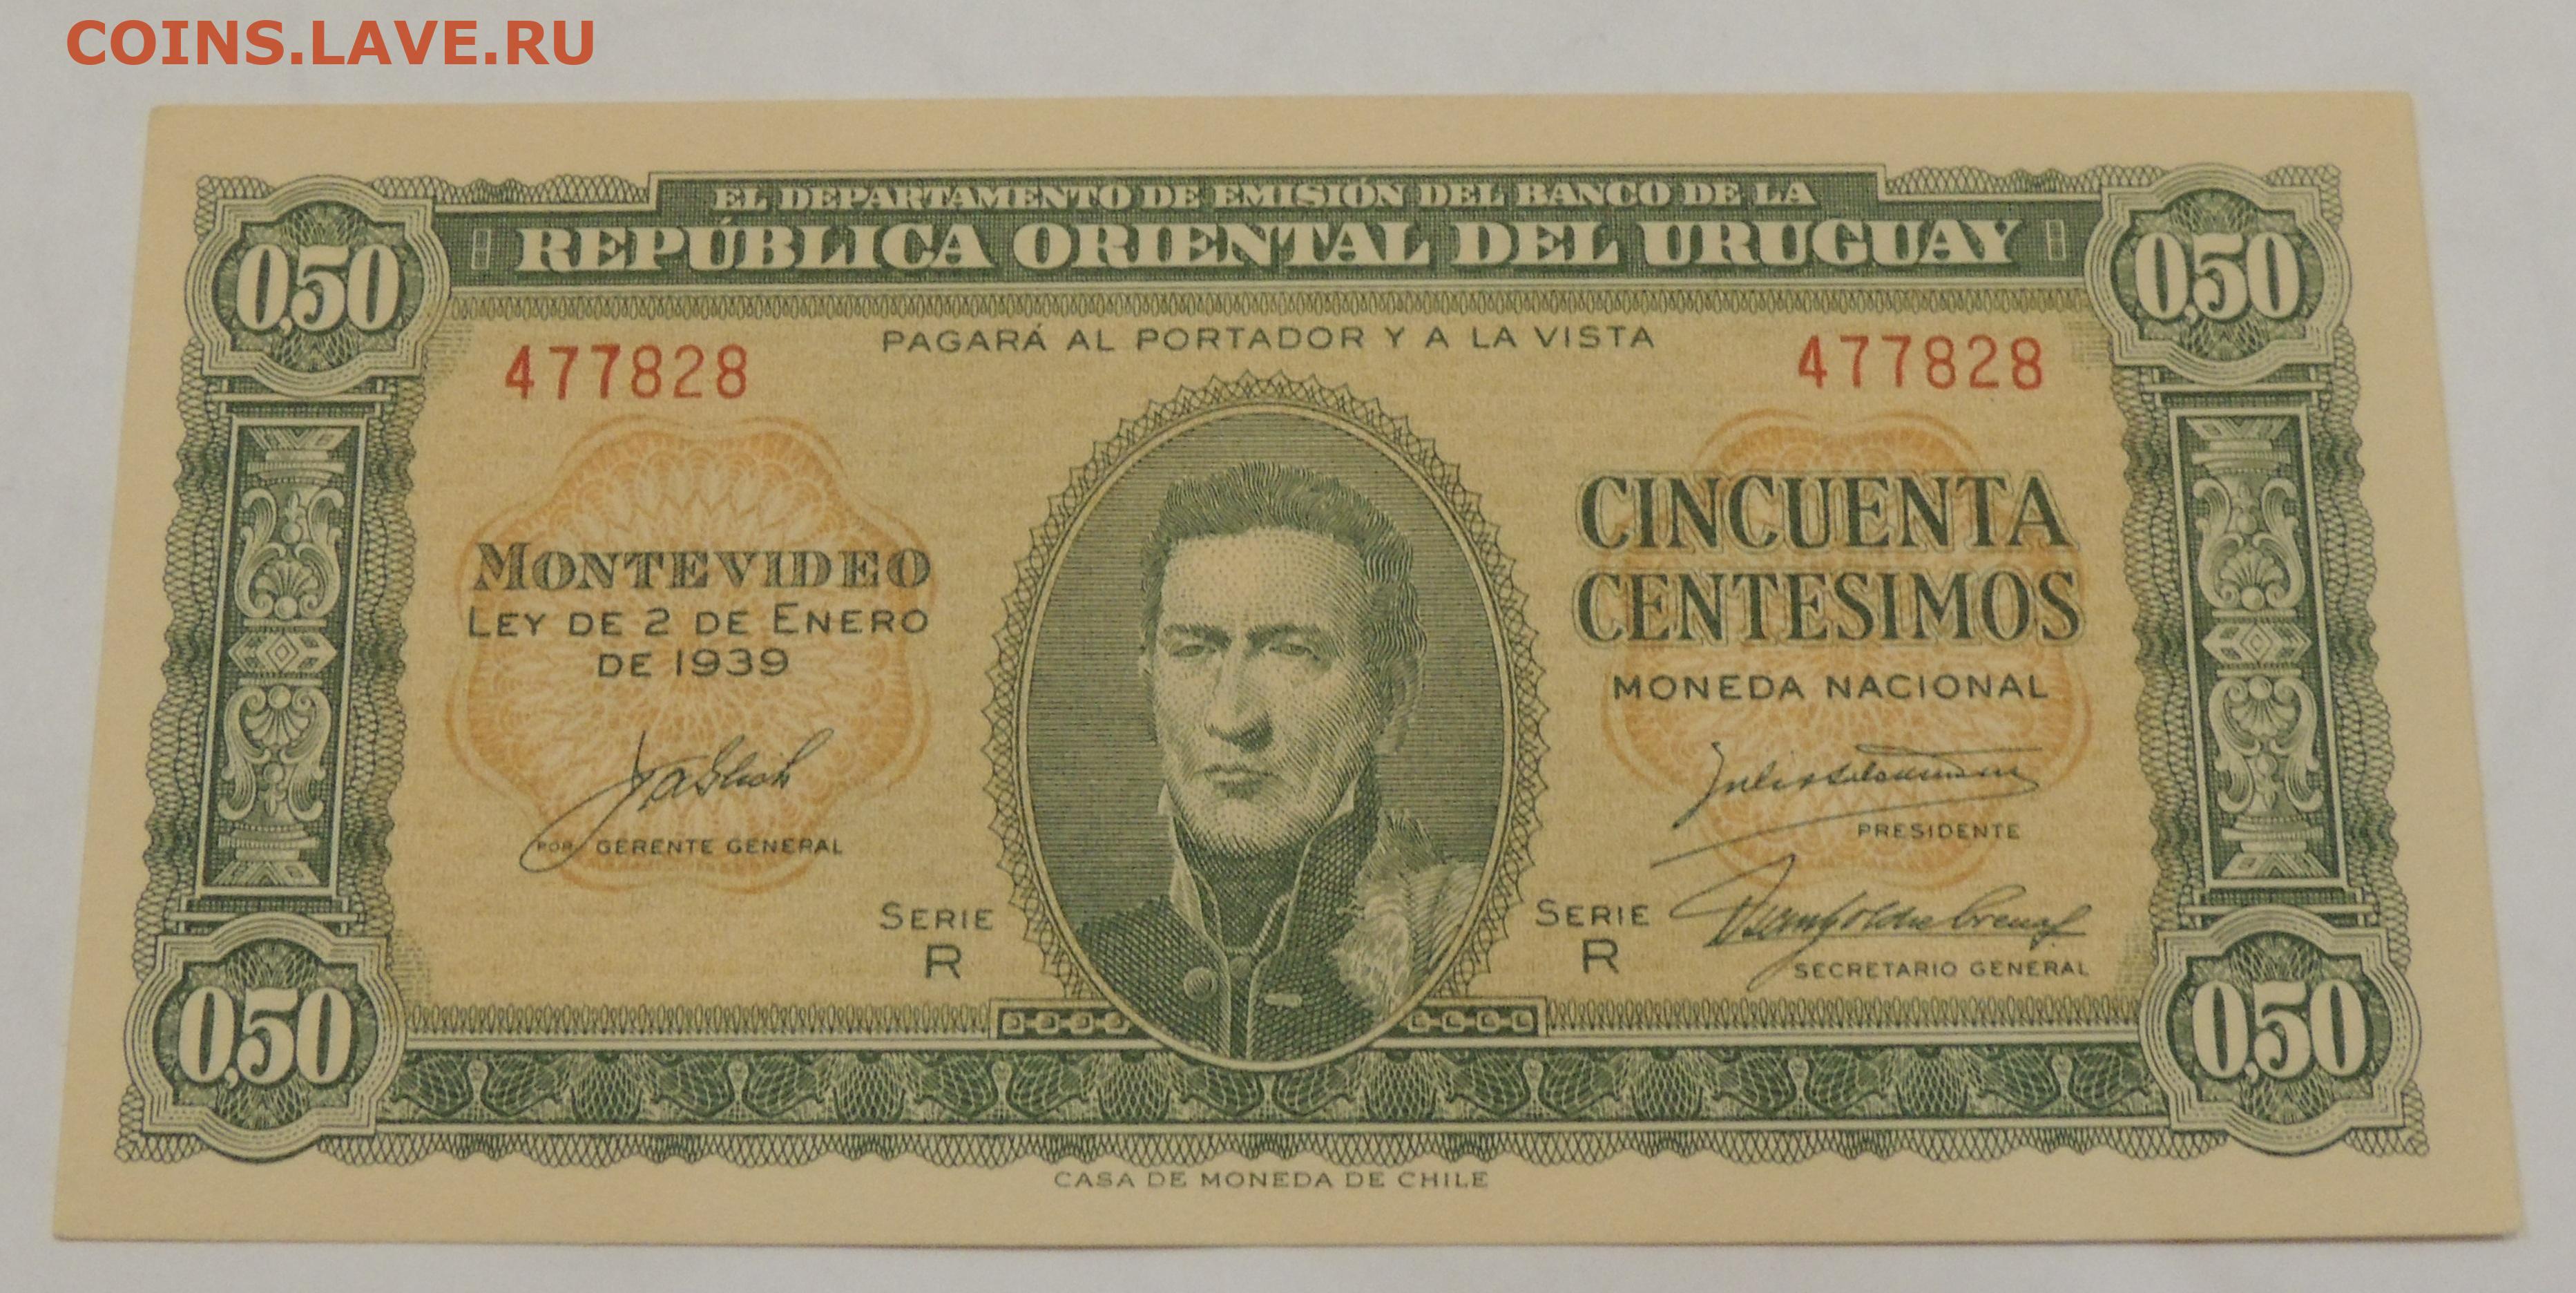 COINS.LAVE.RU
EL DEPARTAMENTO DE EMISIÓN DEL BANCO DE LA
REPÚBLICA ORIENTAL DEL URUGUAY
0,50
0,50
PAGARÁ AL PORTADOR Y A LA VISTA
477828
477828
MONTEVIDEO
LEY DE 2 DE ENERO
DE 1939
POR GERENTE GENERAL
CINCUENTA
CENTESIMOS
MONEDA NACIONAL
PRESIDENTE
SERIE
R
SERIE
R
SECRETARIO GENERAL
0,50
0,50
CASA DE MONEDA DE CHILE